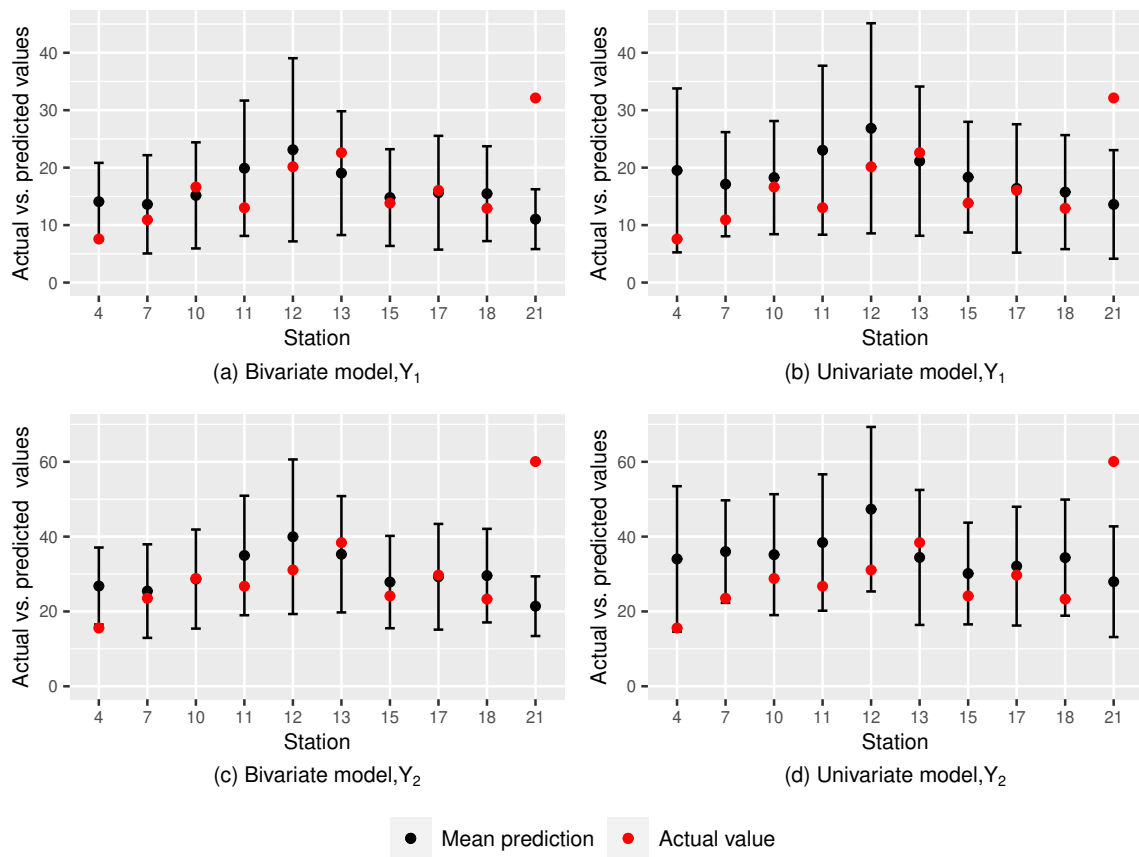 Actual vs. predicted values
40
30
20
10
0
4 7 10 11 12 13 15 17 18 21
Station
(a) Bivariate model,Y₁
Actual vs. predicted values
40
30
20
10
0
4 7 10 11 12 13 15 17 18 21
Station
(b) Univariate model,Y₁
Actual vs. predicted values
60
40
20
0
4 7 10 11 12 13 15 17 18 21
Station
(c) Bivariate model,Y₂
Actual vs. predicted values
60
40
20
0
4 7 10 11 12 13 15 17 18 21
Station
(d) Univariate model,Y₂
Mean prediction Actual value